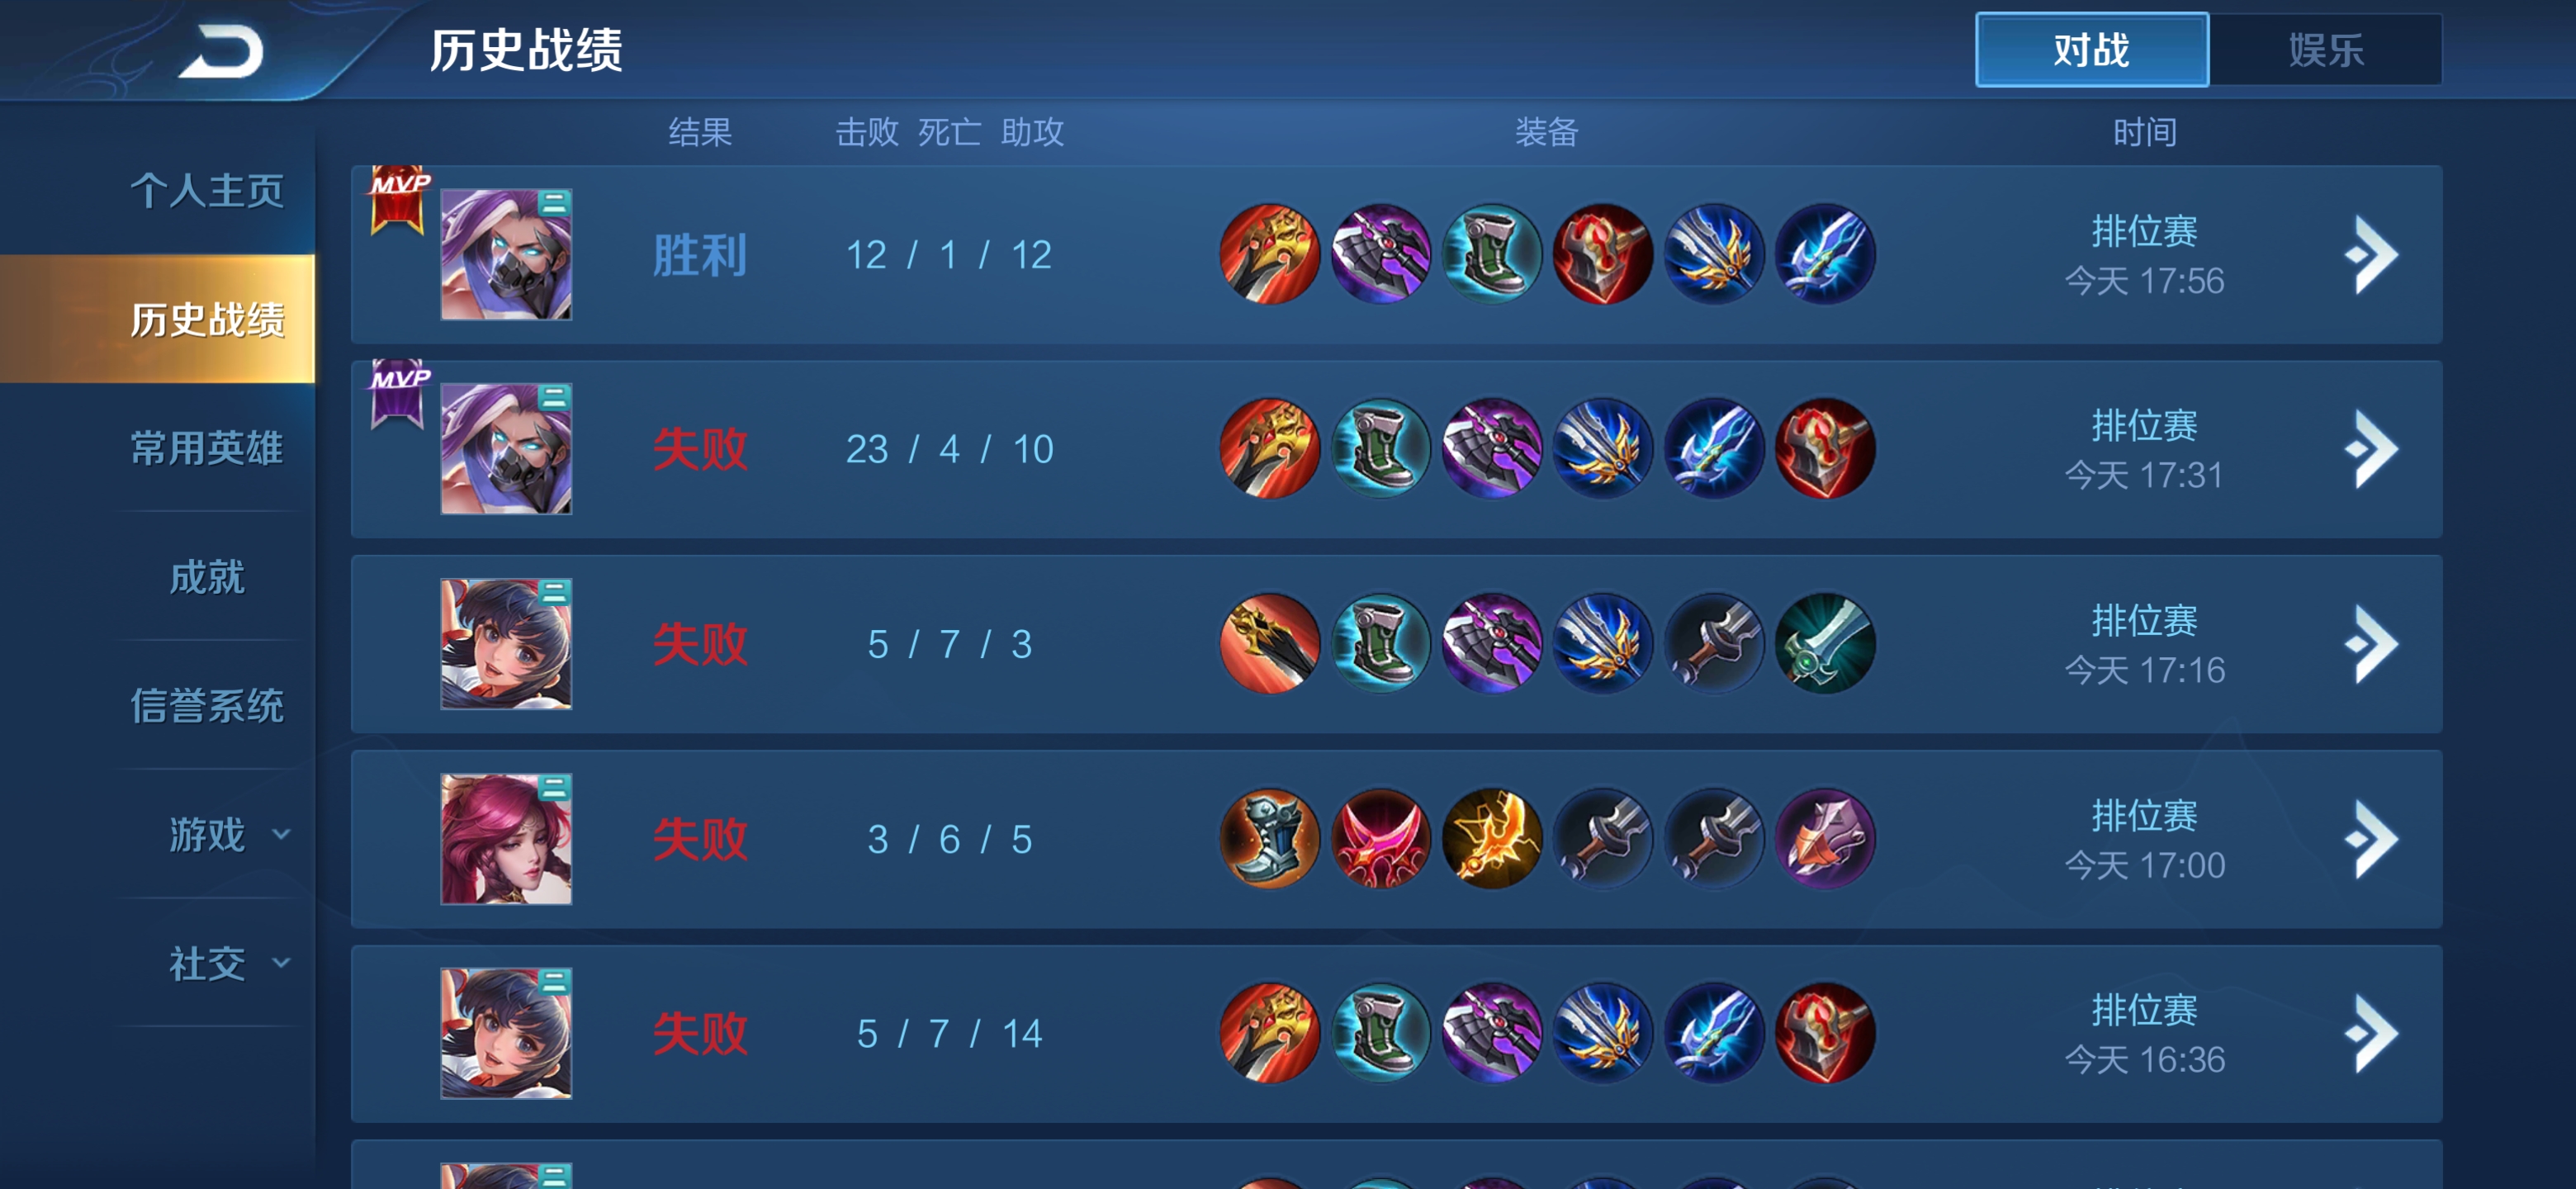 历史战绩
对战 娱乐
结果 击败 死亡 助攻 装备 时间
个人主页
历史战绩
常用英雄
成就
信誉系统
游戏
社交
MVP 三 胜利 12 / 1 / 12 排位赛
今天 17:56
MVP 三 失败 23 / 4 / 10 排位赛
今天 17:31
三 失败 5 / 7 / 3 排位赛
今天 17:16
三 失败 3 / 6 / 5 排位赛
今天 17:00
三 失败 5 / 7 / 14 排位赛
今天 16:36